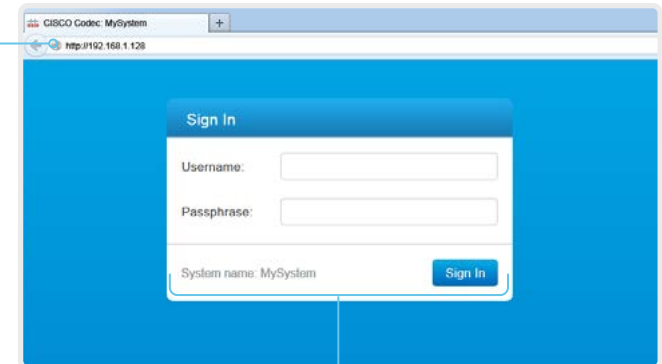 CISCO Codec: MySystem
+
http://192.168.1.128
Sign In
Username:
Passphrase:
System name: MySystem
Sign In